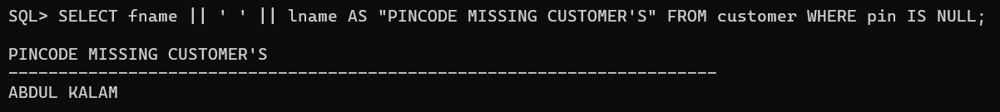 SQL> SELECT fname || ' ' || lname AS "PINCODE MISSING CUSTOMER'S" FROM customer WHERE pin IS NULL;
PINCODE MISSING CUSTOMER'S
-----------------------------------------------------------------------
ABDUL KALAM